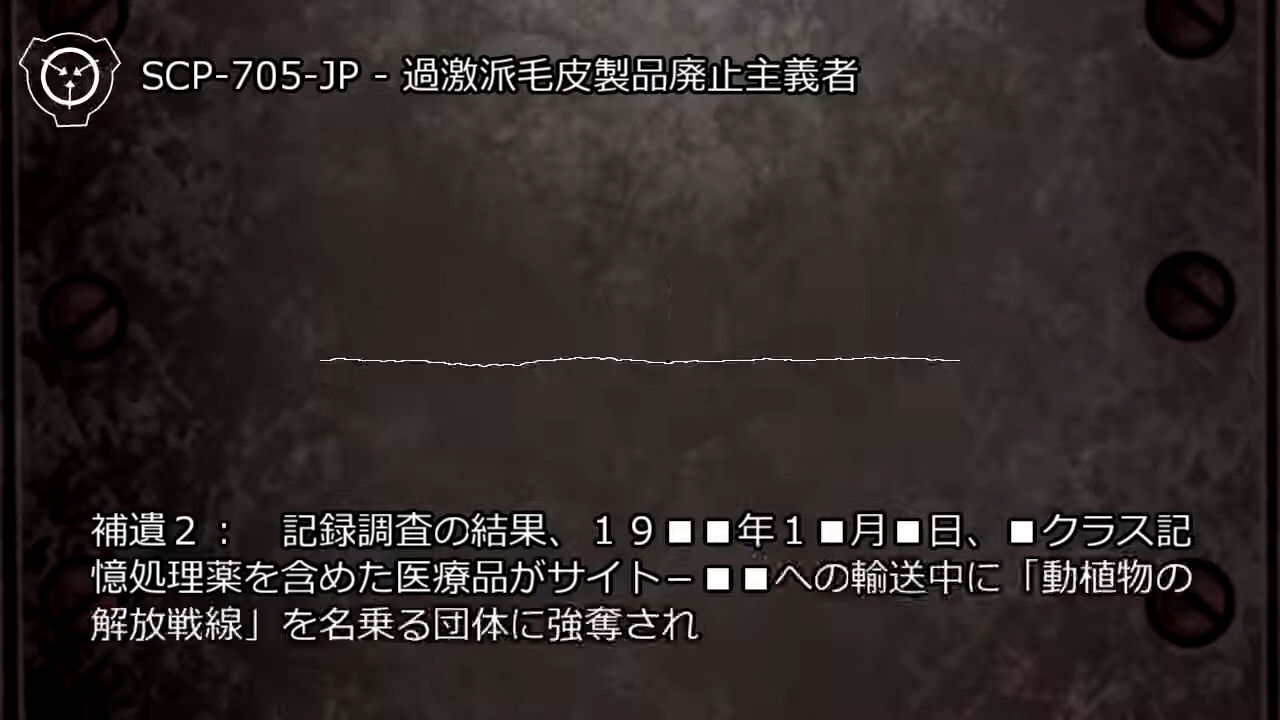 SCP-705-JP - 過激派毛皮製品廃止主義者
補遺２：　記録調査の結果、１９■■年１■月■日、■クラス記
憶処理薬を含めた医療品がサイト－■■への輸送中に「動植物の
解放戦線」を名乗る団体に強奪され